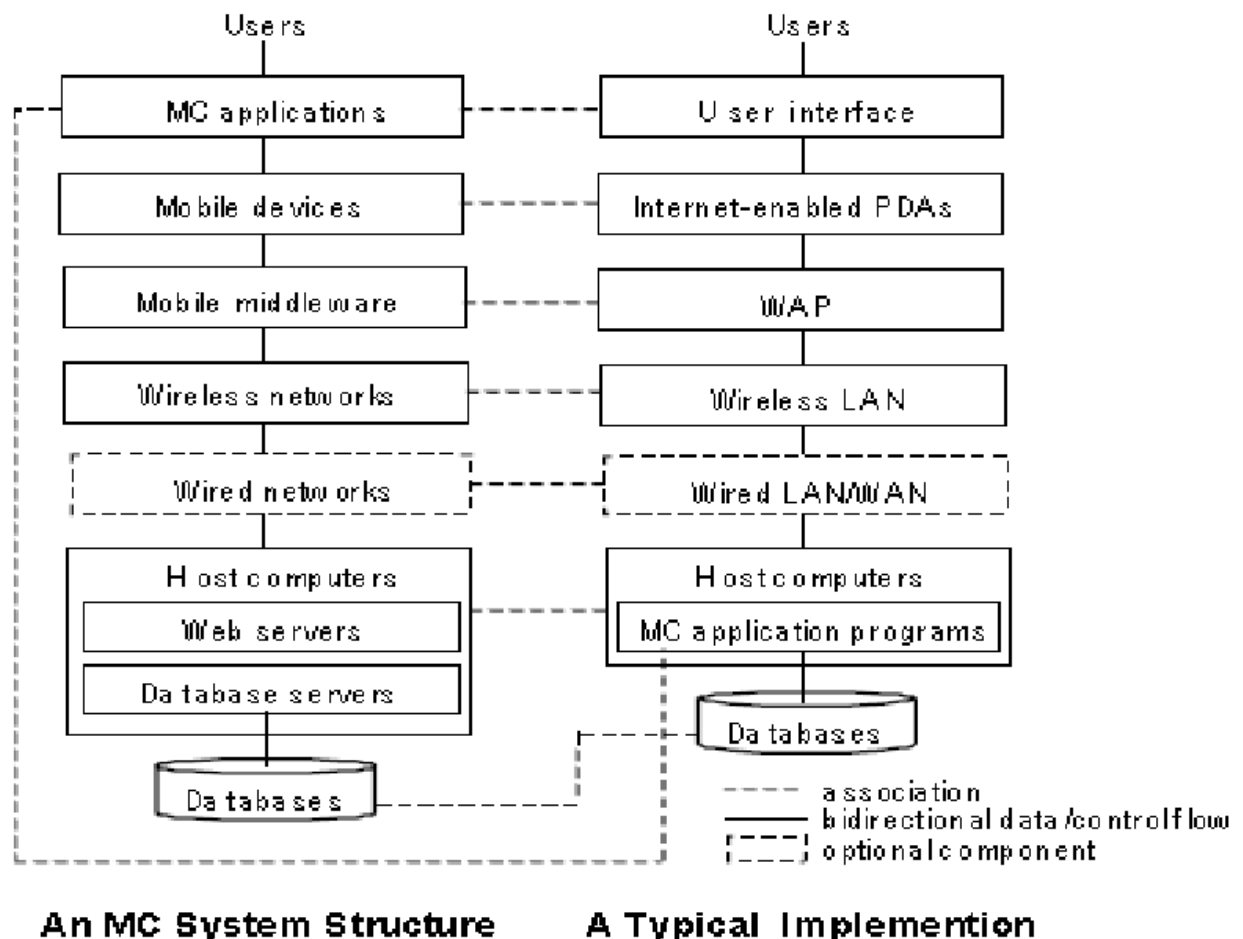 Users
Users
MC applications
User interface
Mobile devices
Internet-enabled PDAs
Mobile middleware
WAP
Wireless networks
Wireless LAN
Wired networks
Wired LAN/WAN
Host computers
Host computers
Web servers
MC application programs
Database servers
Databases
Databases
association
bidirectional data/control flow
optional component
An MC System Structure
A Typical Implemention